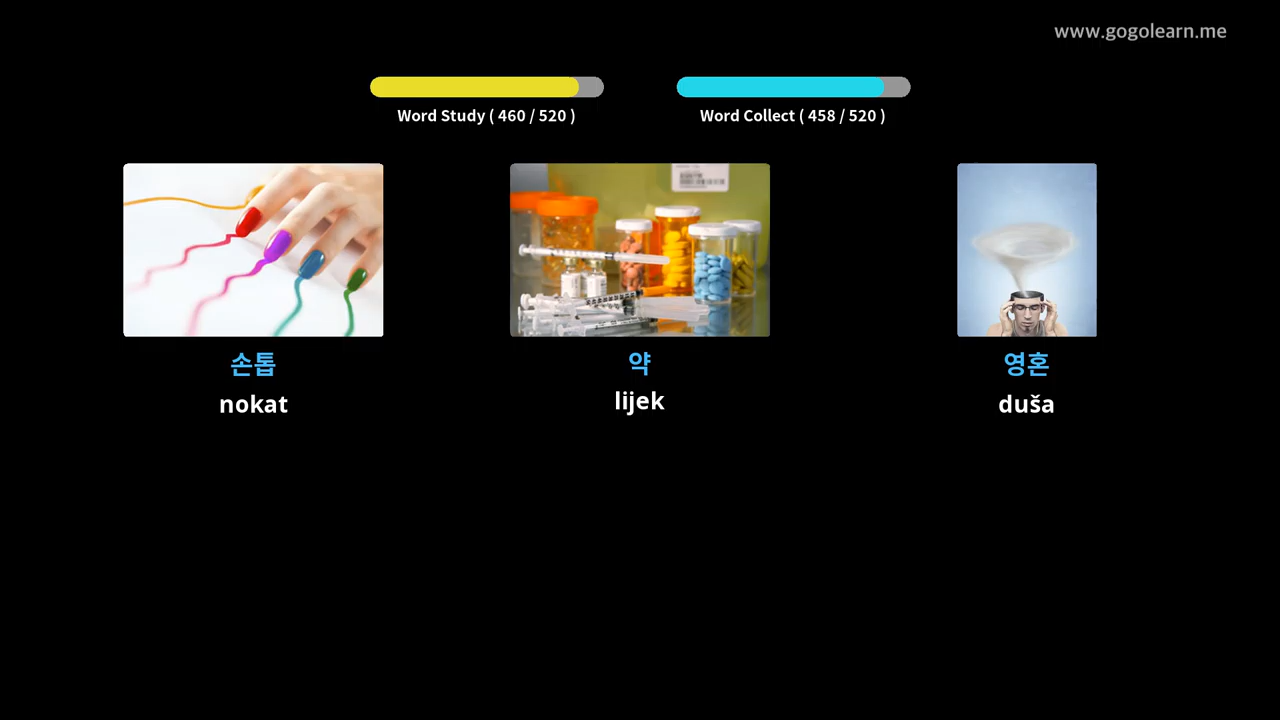 www.gogolearn.me
Word Study ( 460 / 520 )
Word Collect ( 458 / 520 )
손톱
nokat
약
lijek
영혼
duša